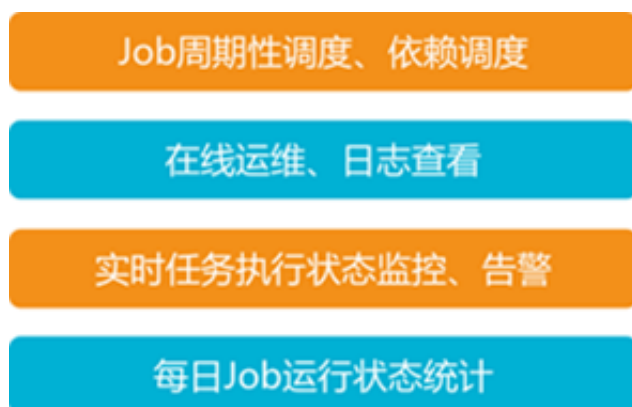 Job周期性调度、依赖调度
在线运维、日志查看
实时任务执行状态监控、告警
每日Job运行状态统计